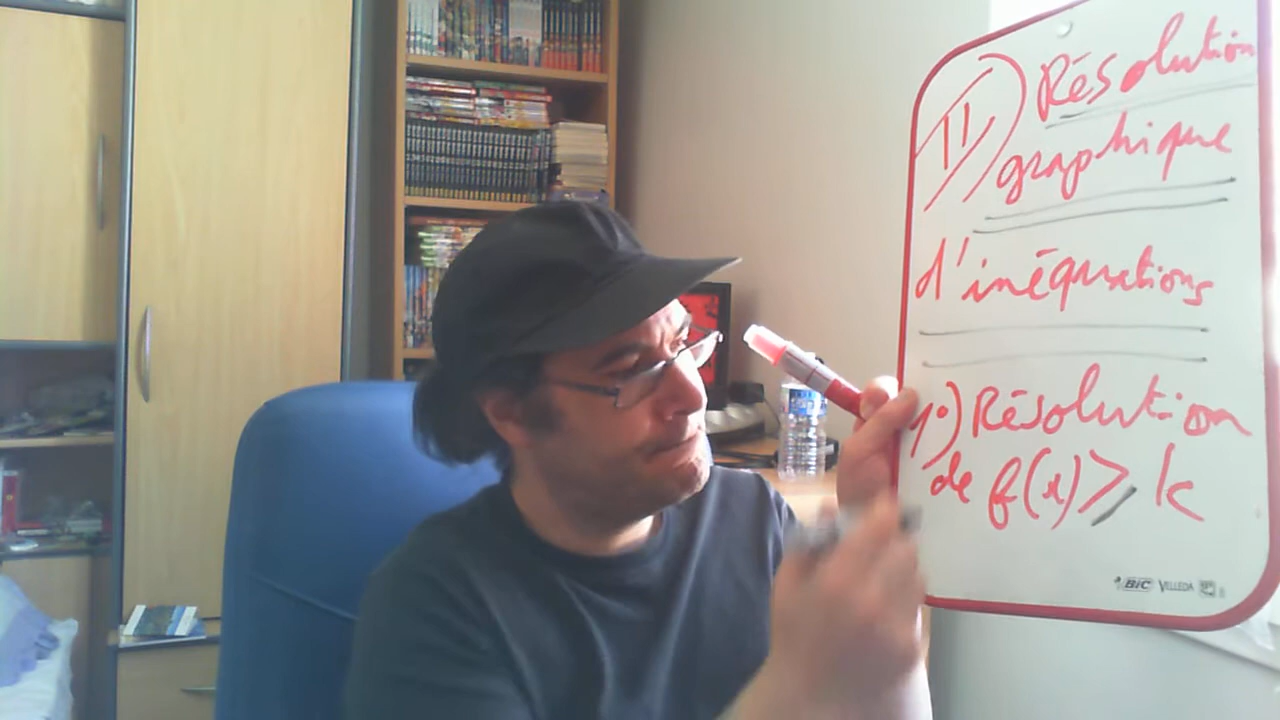 II) Résolution
graphique
d'inéquations
1°) Résolution
de f(x) ⩾ k
BIC VELLEDA